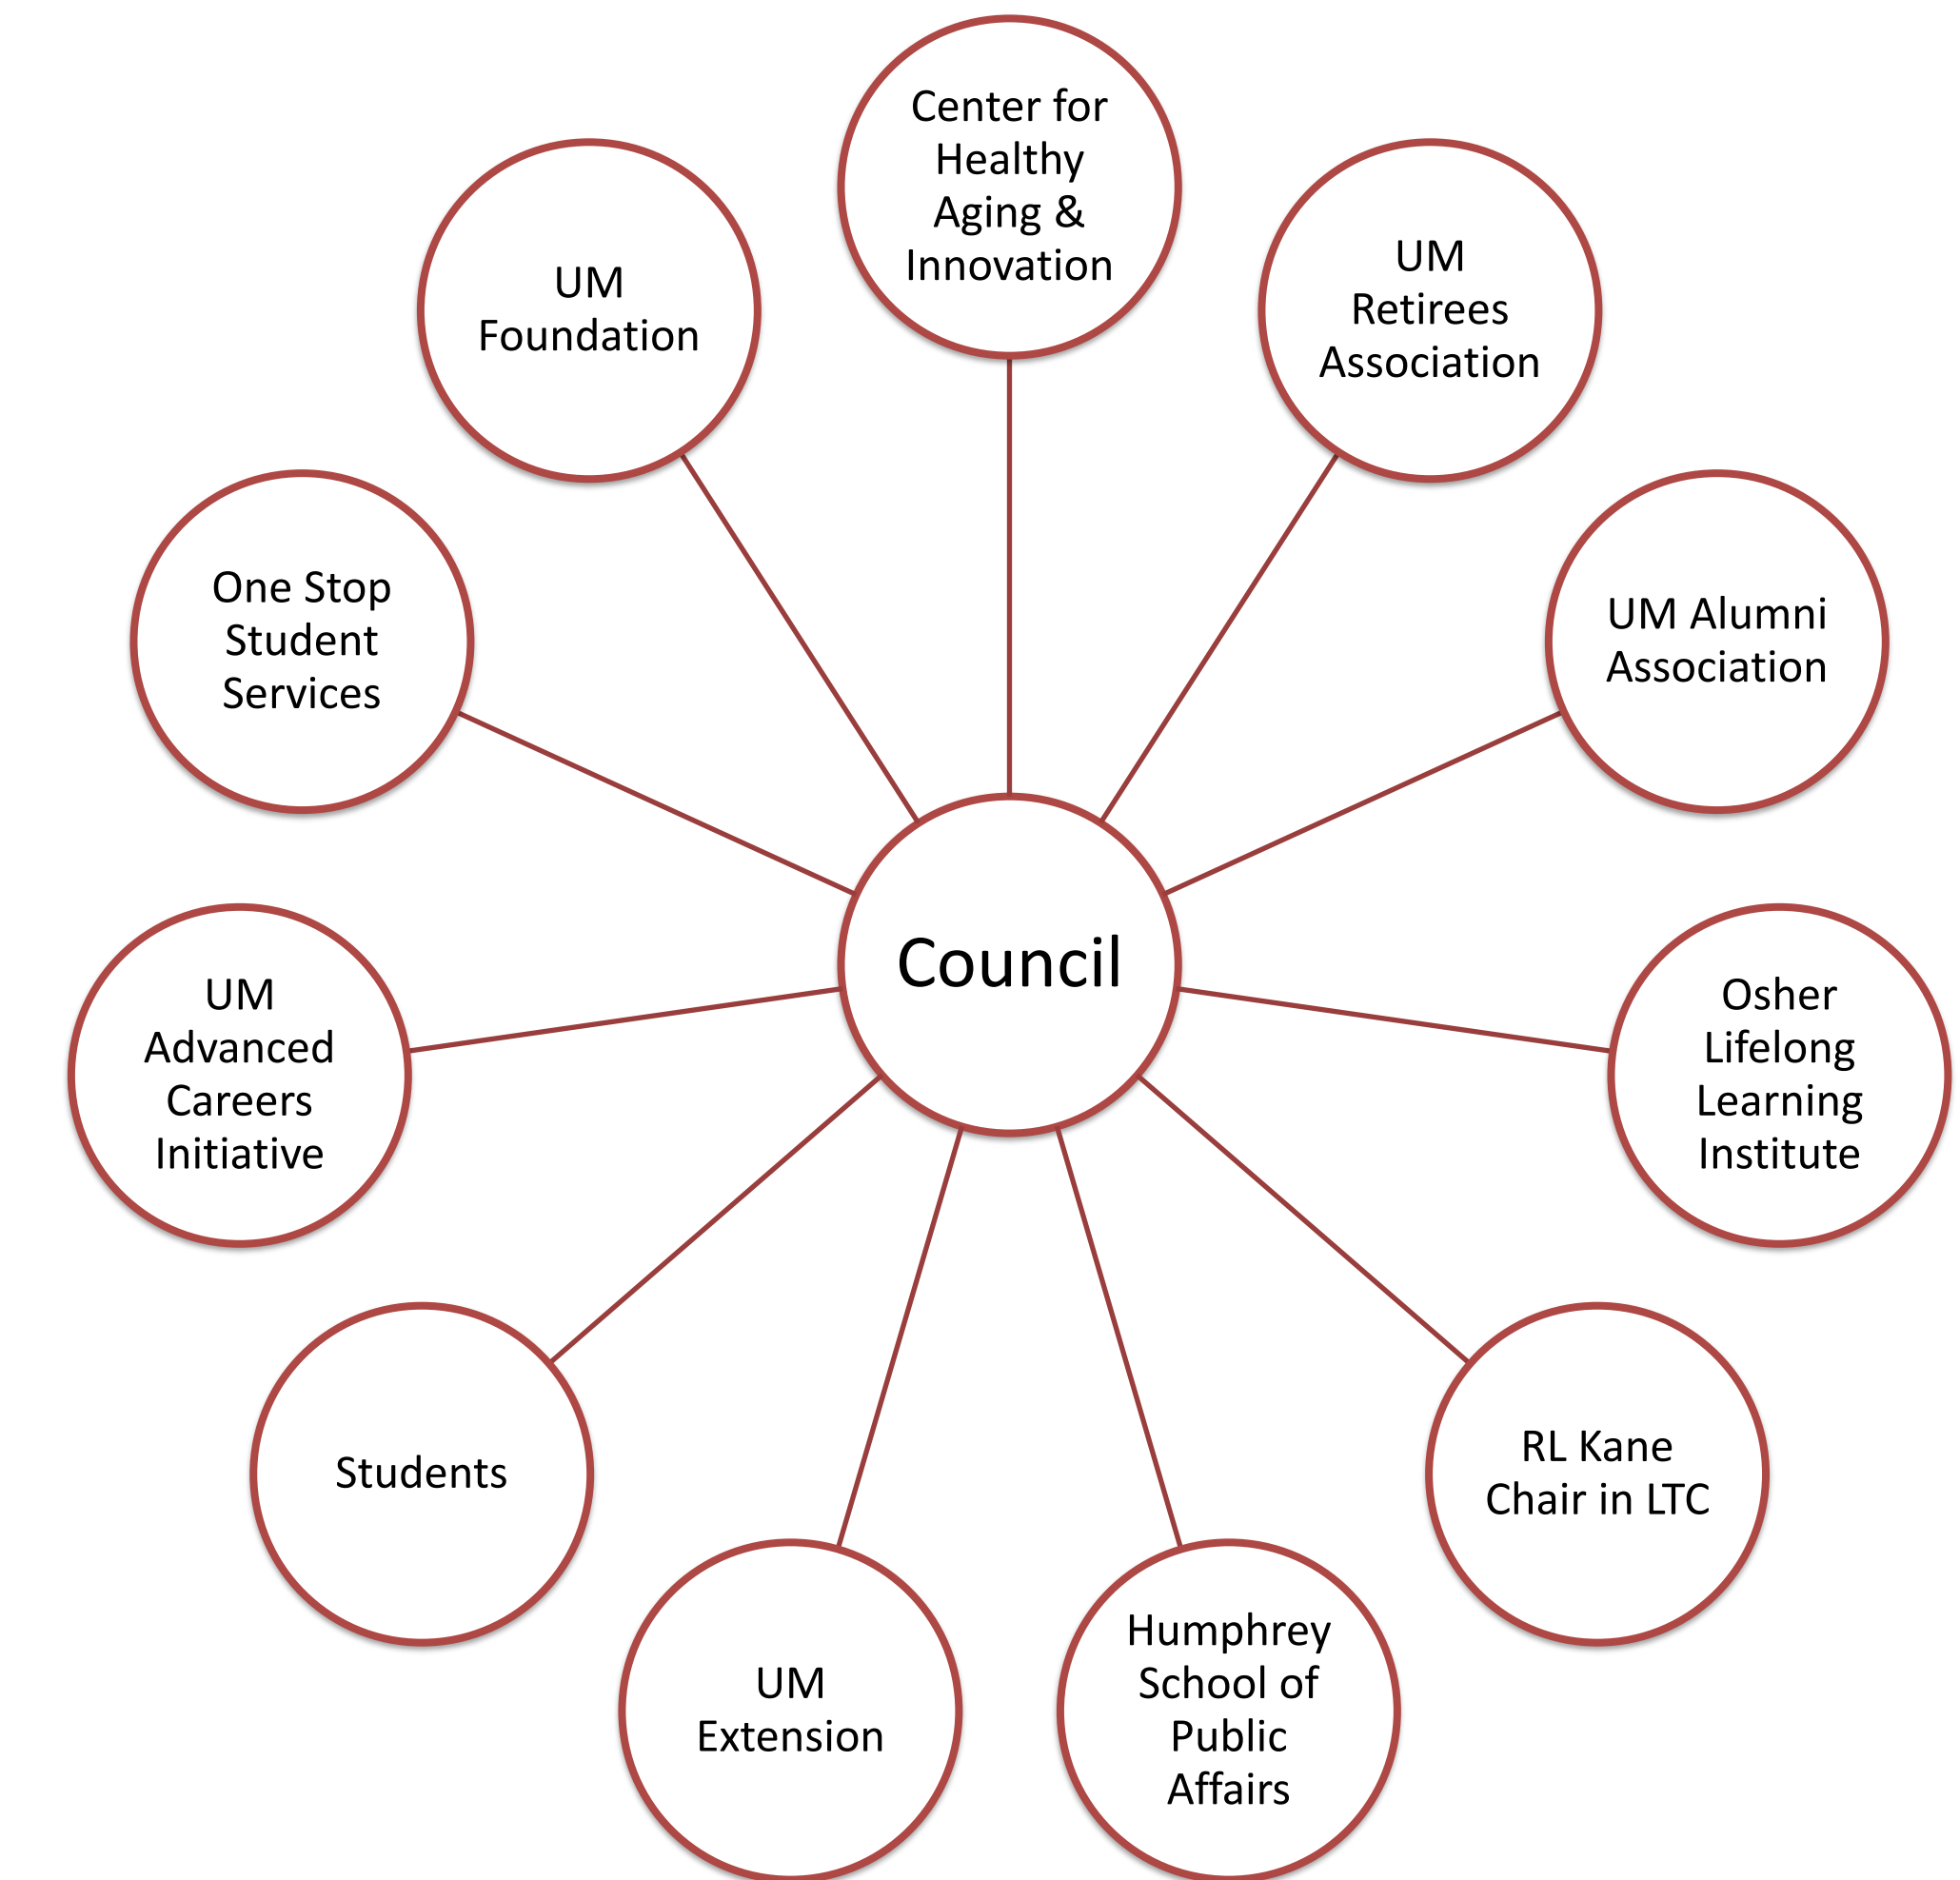 Center for
Healthy
Aging &
Innovation
UM
Retirees
Association
UM Alumni
Association
Osher
Lifelong
Learning
Institute
RL Kane
Chair in LTC
Humphrey
School of
Public
Affairs
UM
Extension
Students
UM
Advanced
Careers
Initiative
One Stop
Student
Services
UM
Foundation
Council